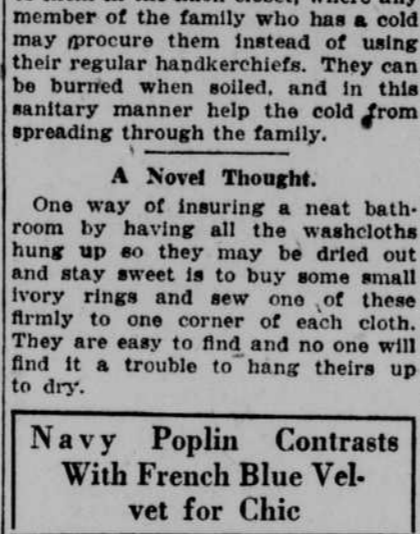 member of the family who has a cold
may procure them instead of using
their regular handkerchiefs. They can
be burned when soiled, and in this
sanitary manner help the cold from
spreading through the family.
A Novel Thought.
One way of insuring a neat bath-
room by having all the washcloths
hung up so they may be dried out
and stay sweet is to buy some small
ivory rings and sew one of these
firmly to one corner of each cloth.
They are easy to find and no one will
find it a trouble to hang theirs up
to dry.
Navy Poplin Contrasts
With French Blue Vel-
vet for Chic